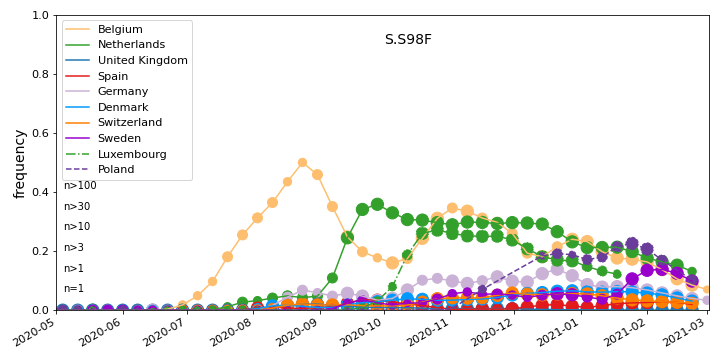 S.S98F
frequency
1.0
0.8
0.6
0.4
0.2
0.0
Belgium
Netherlands
United Kingdom
Spain
Germany
Denmark
Switzerland
Sweden
Luxembourg
Poland
n>100
n>30
n>10
n>3
n>1
n=1
2020-05
2020-06
2020-07
2020-08
2020-09
2020-10
2020-11
2020-12
2021-01
2021-02
2021-03